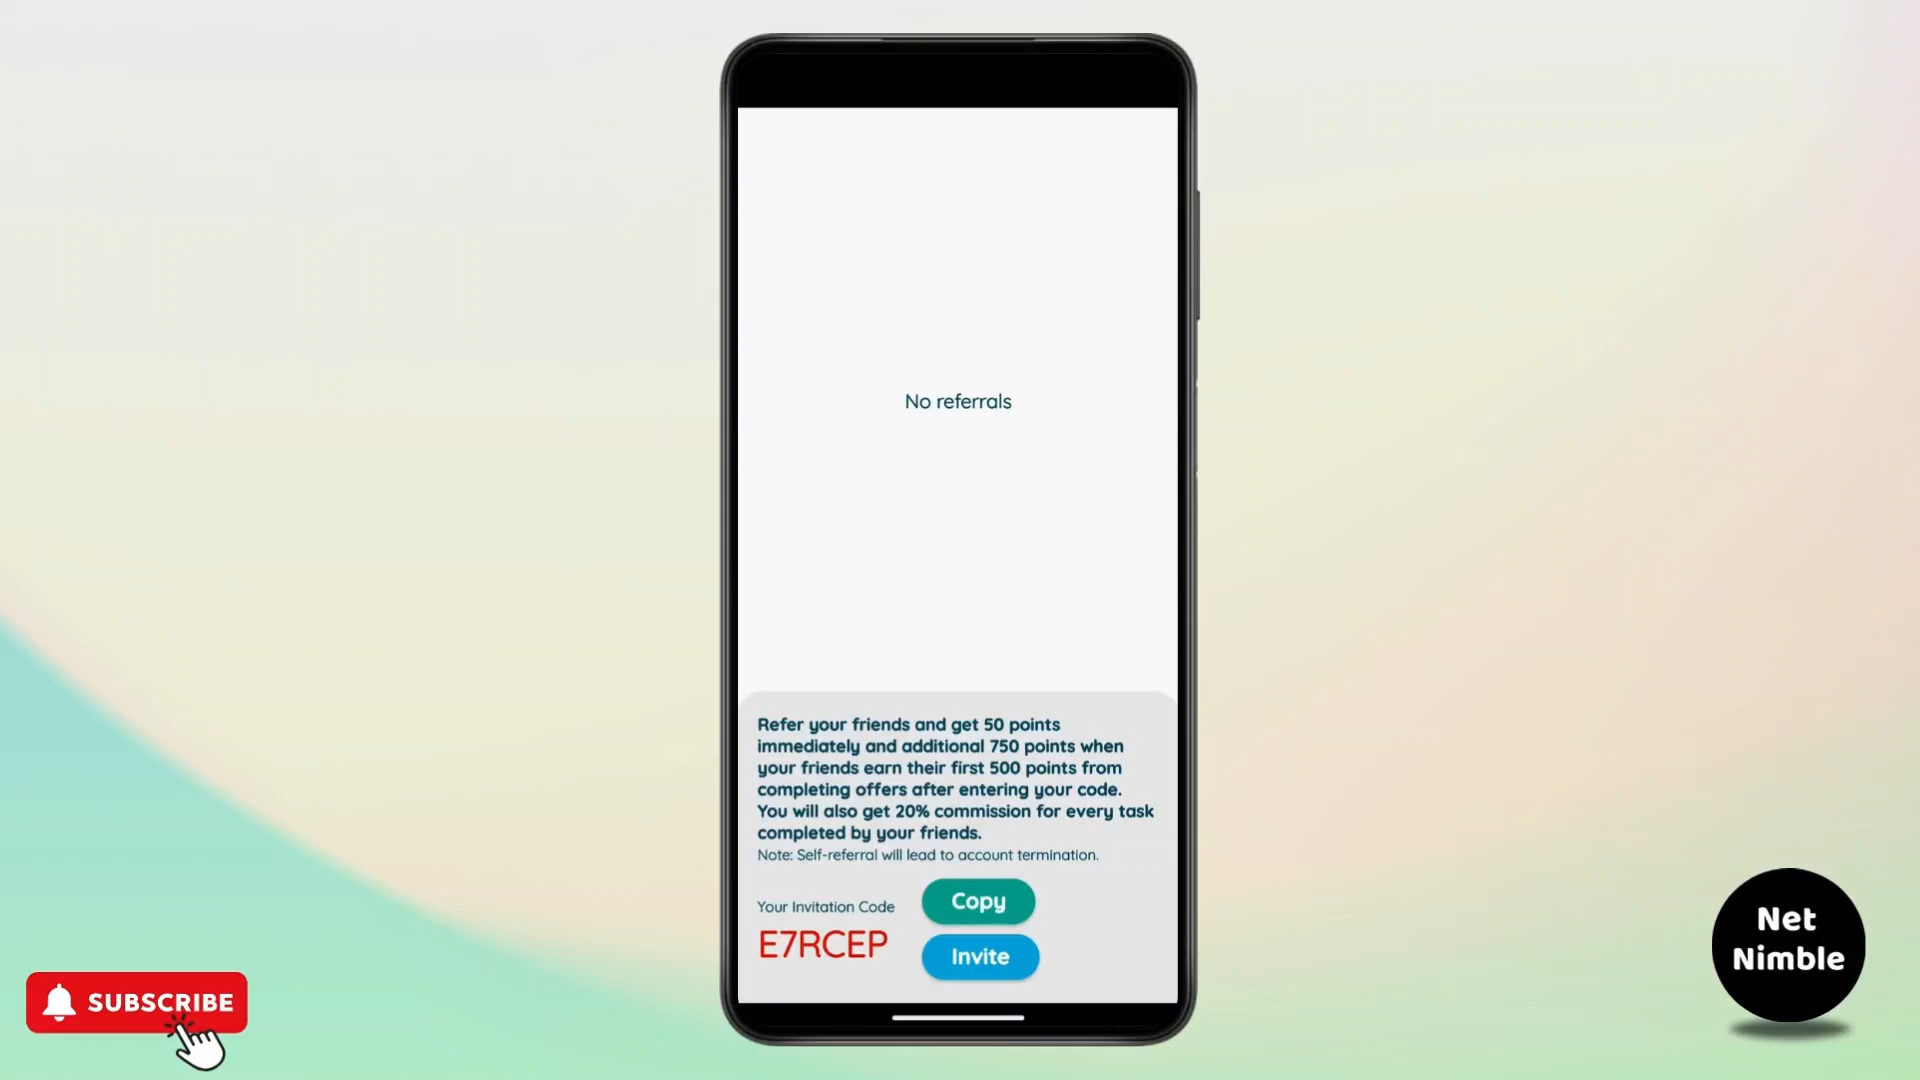 No referrals
Refer your friends and get 50 points
immediately and additional 750 points when
your friends earn their first 500 points from
completing offers after entering your code.
You will also get 20% commission for every task
completed by your friends.
Note: Self-referral will lead to account termination.
Your Invitation Code
E7RCEP
Copy
Invite
SUBSCRIBE
Net
Nimble